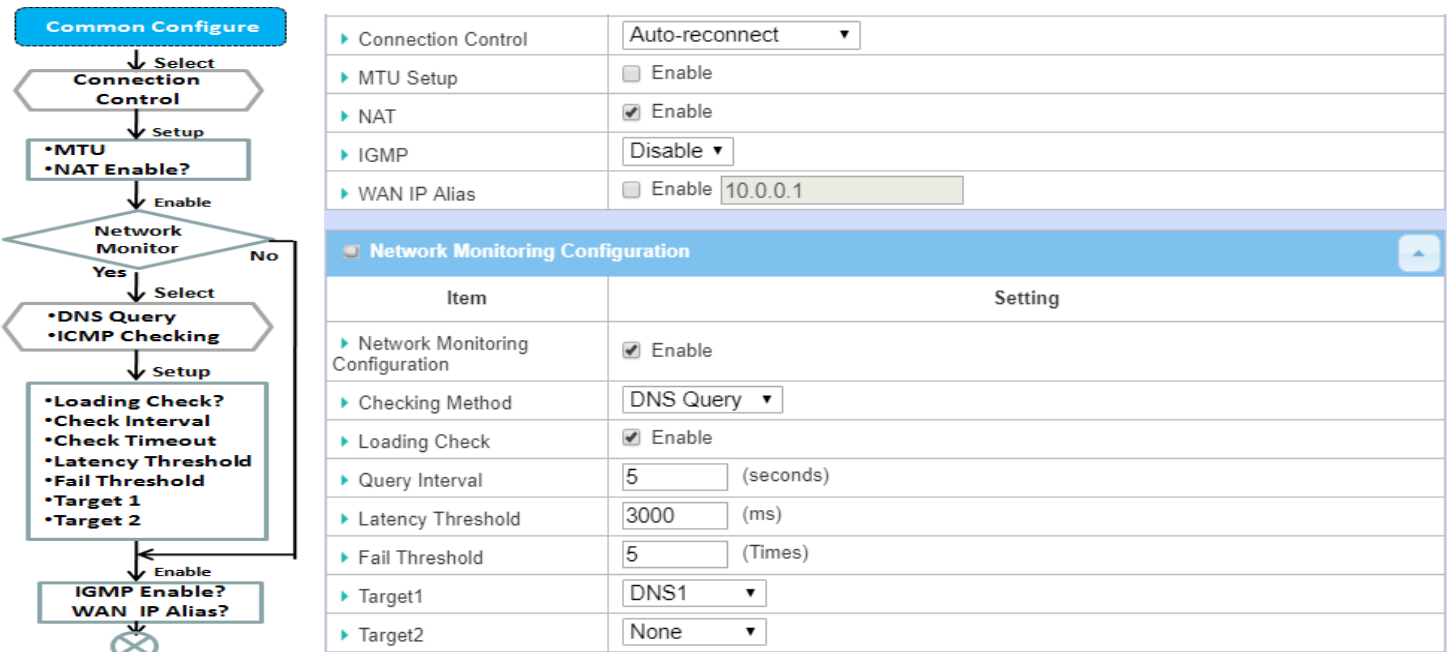 Common Configure
Select
Connection
Control
Setup
•MTU
•NAT Enable?
Enable
Network
Monitor
No
Yes
Select
•DNS Query
•ICMP Checking
Setup
•Loading Check?
•Check Interval
•Check Timeout
•Latency Threshold
•Fail Threshold
•Target 1
•Target 2
Enable
IGMP Enable?
WAN IP Alias?
Connection Control Auto-reconnect
MTU Setup Enable
NAT Enable
IGMP Disable
WAN IP Alias Enable 10.0.0.1
Network Monitoring Configuration
Item Setting
Network Monitoring
Configuration Enable
Checking Method DNS Query
Loading Check Enable
Query Interval 5 (seconds)
Latency Threshold 3000 (ms)
Fail Threshold 5 (Times)
Target1 DNS1
Target2 None